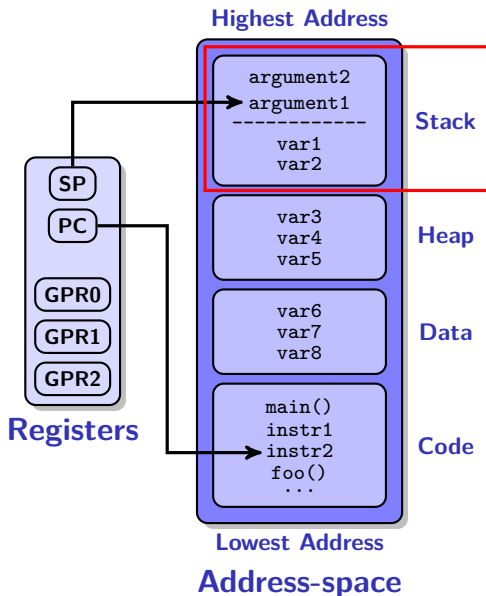 Highest Address
argument2
argument1
------------
var1
var2
Stack
SP
PC
GPR0
GPR1
GPR2
Registers
var3
var4
var5
Heap
var6
var7
var8
Data
main()
instr1
instr2
foo()
...
Code
Lowest Address
Address-space